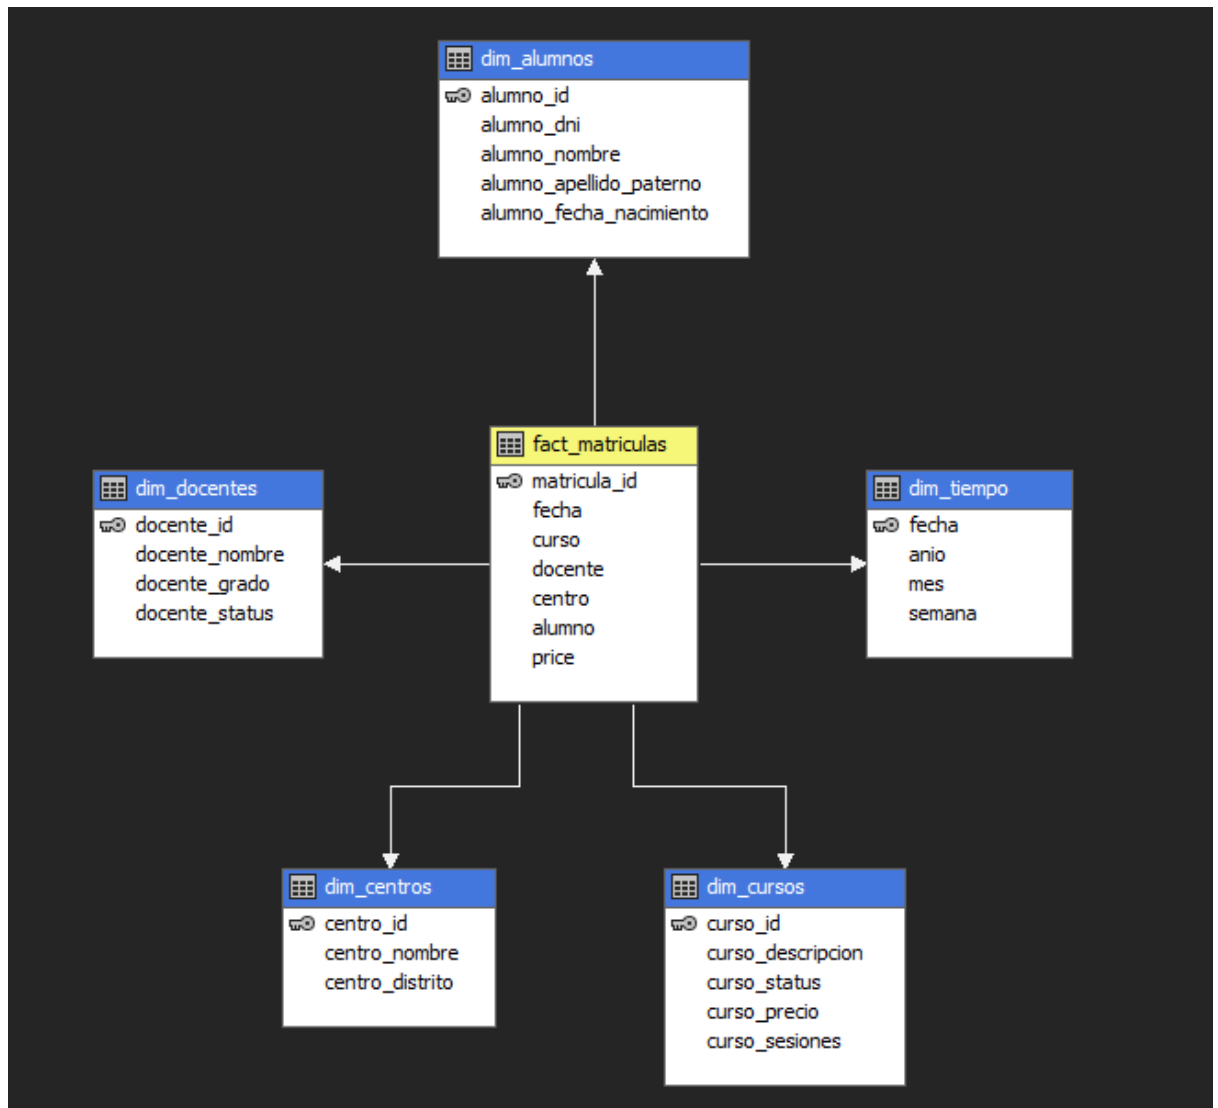 dim_alumnos
alumno_id
alumno_dni
alumno_nombre
alumno_apellido_paterno
alumno_fecha_nacimiento
fact_matriculas
matricula_id
fecha
curso
docente
centro
alumno
price
dim_docentes
docente_id
docente_nombre
docente_grado
docente_status
dim_tiempo
fecha
anio
mes
semana
dim_centros
centro_id
centro_nombre
centro_distrito
dim_cursos
curso_id
curso_descripcion
curso_status
curso_precio
curso_sesiones